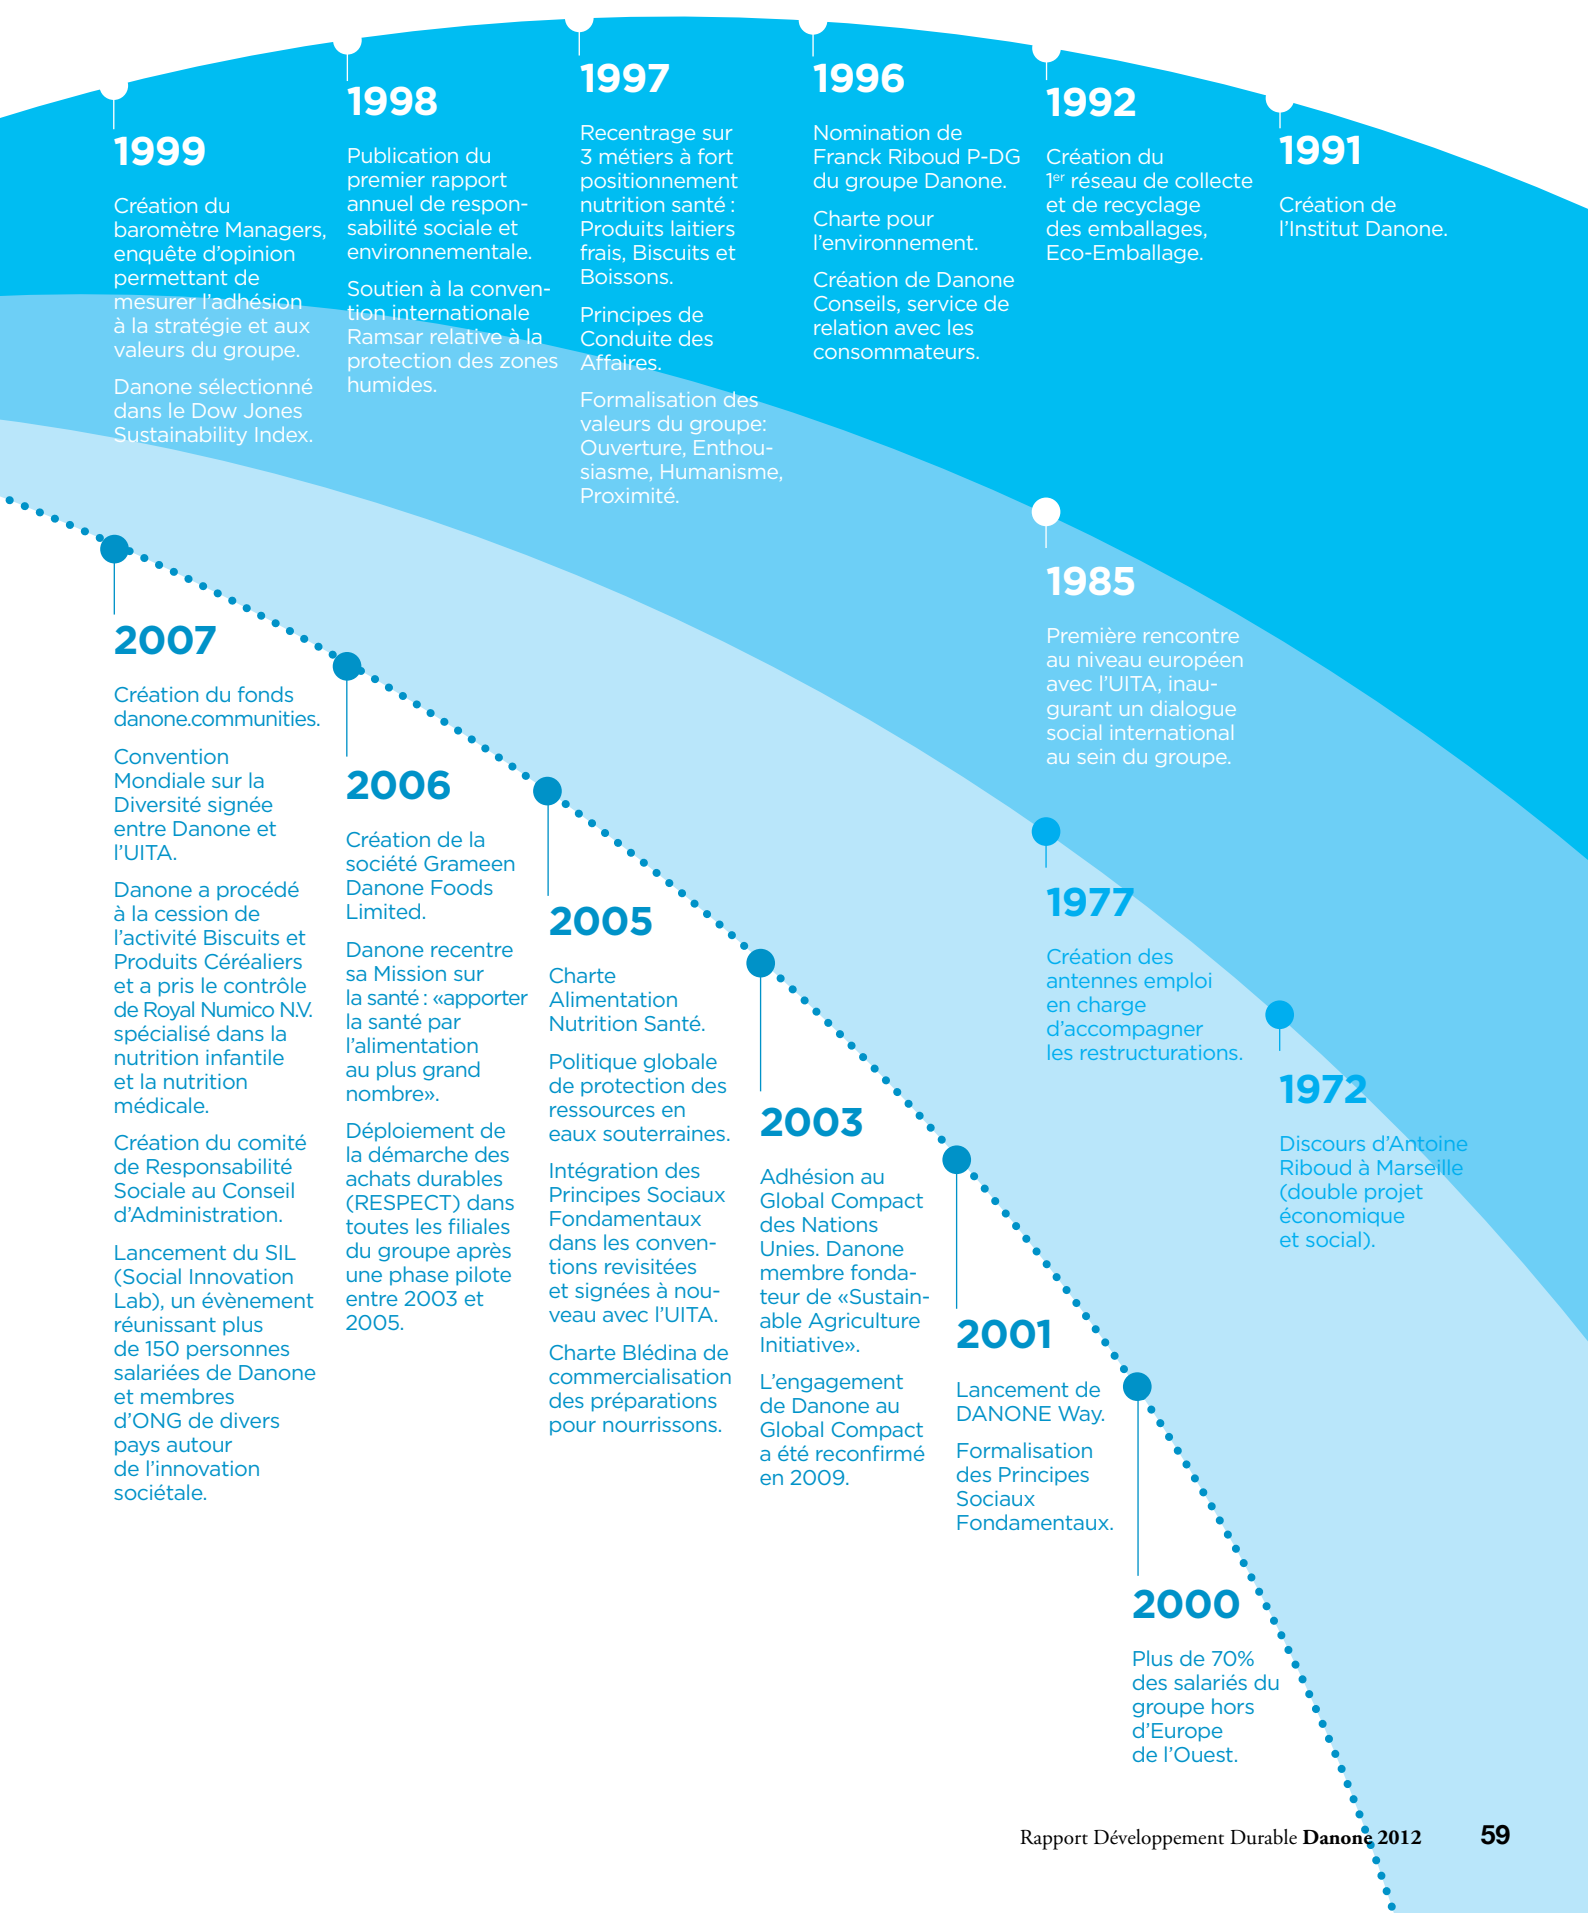 1999
Création du
baromètre Managers,
enquête d’opinion
permettant de
mesurer l’adhésion
à la stratégie et aux
valeurs du groupe.
Danone sélectionné
dans le Dow Jones
Sustainability Index.
1998
Publication du
premier rapport
annuel de respon-
sabilité sociale et
environnementale.
Soutien à la conven-
tion internationale
Ramsar relative à la
protection des zones
humides.
1997
Recentrage sur
3 métiers à fort
positionnement
nutrition santé :
Produits laitiers
frais, Biscuits et
Boissons.
Principes de
Conduite des
Affaires.
Formalisation des
valeurs du groupe:
Ouverture, Enthou-
siasme, Humanisme,
Proximité.
1996
Nomination de
Franck Riboud P-DG
du groupe Danone.
Charte pour
l’environnement.
Création de Danone
Conseils, service de
relation avec les
consommateurs.
1992
Création du
1er réseau de collecte
et de recyclage
des emballages,
Eco-Emballage.
1991
Création de
l’Institut Danone.
1985
Première rencontre
au niveau européen
avec l’UITA, inau-
gurant un dialogue
social international
au sein du groupe.
1977
Création des
antennes emploi
en charge
d’accompagner
les restructurations.
1972
Discours d’Antoine
Riboud à Marseille
(double projet
économique
et social).
2007
Création du fonds
danone.communities.
Convention
Mondiale sur la
Diversité signée
entre Danone et
l’UITA.
Danone a procédé
à la cession de
l’activité Biscuits et
Produits Céréaliers
et a pris le contrôle
de Royal Numico N.V.
spécialisé dans la
nutrition infantile
et la nutrition
médicale.
Création du comité
de Responsabilité
Sociale au Conseil
d’Administration.
Lancement du SIL
(Social Innovation
Lab), un évènement
réunissant plus
de 150 personnes
salariées de Danone
et membres
d’ONG de divers
pays autour
de l’innovation
sociétale.
2006
Création de la
société Grameen
Danone Foods
Limited.
Danone recentre
sa Mission sur
la santé : «apporter
la santé par
l’alimentation
au plus grand
nombre».
Déploiement de
la démarche des
achats durables
(RESPECT) dans
toutes les filiales
du groupe après
une phase pilote
entre 2003 et
2005.
2005
Charte
Alimentation
Nutrition Santé.
Politique globale
de protection des
ressources en
eaux souterraines.
Intégration des
Principes Sociaux
Fondamentaux
dans les conven-
tions revisitées
et signées à nou-
veau avec l’UITA.
Charte Blédina de
commercialisation
des préparations
pour nourrissons.
2003
Adhésion au
Global Compact
des Nations
Unies. Danone
membre fonda-
teur de «Sustain-
able Agriculture
Initiative».
L’engagement
de Danone au
Global Compact
a été reconfirmé
en 2009.
2001
Lancement de
DANONE Way.
Formalisation
des Principes
Sociaux
Fondamentaux.
2000
Plus de 70%
des salariés du
groupe hors
d’Europe
de l’Ouest.
Rapport Développement Durable Danone 2012 59